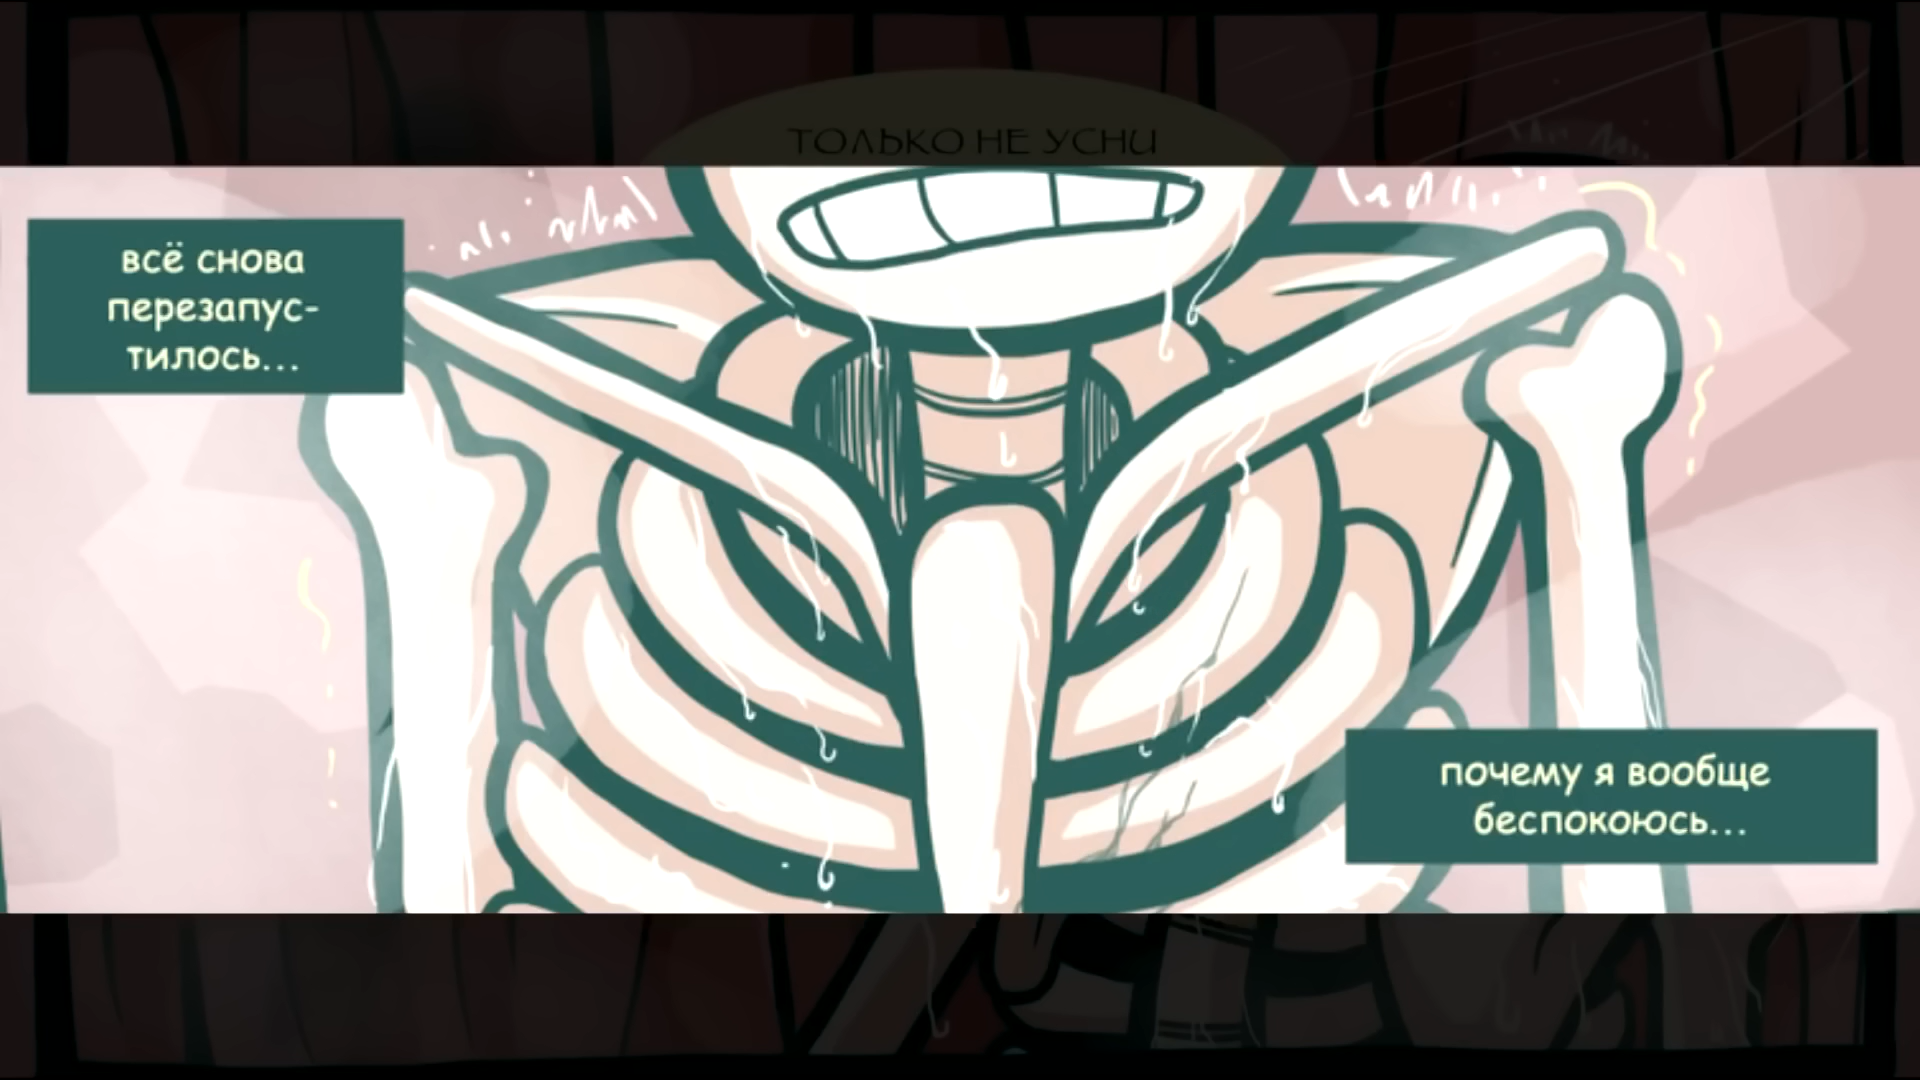 ТОЛЬКО НЕ УСНИ
всё снова
перезапус-
тилось...
почему я вообще
беспокоюсь...